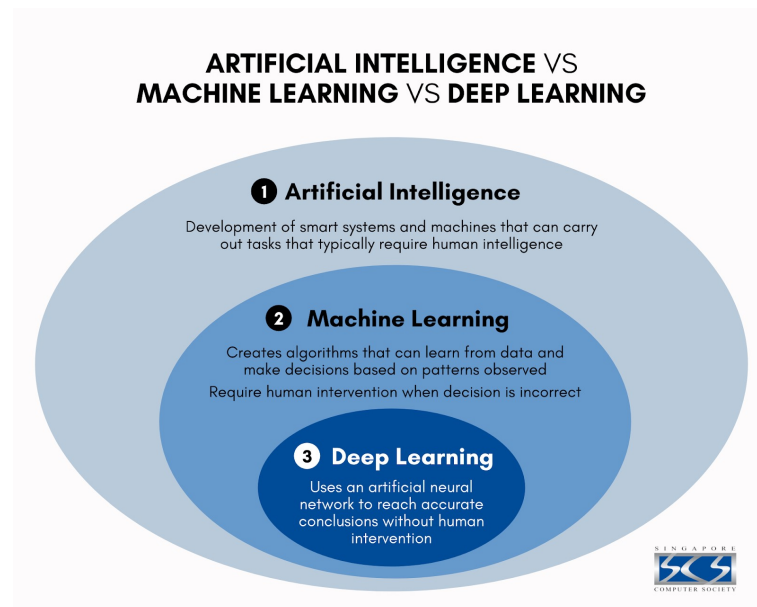 ARTIFICIAL INTELLIGENCE VS
MACHINE LEARNING VS DEEP LEARNING
1 Artificial Intelligence
Development of smart systems and machines that can carry
out tasks that typically require human intelligence
2 Machine Learning
Creates algorithms that can learn from data and
make decisions based on patterns observed
Require human intervention when decision is incorrect
3 Deep Learning
Uses an artificial neural
network to reach accurate
conclusions without human
intervention
SINGAPORE
SCS
COMPUTER SOCIETY